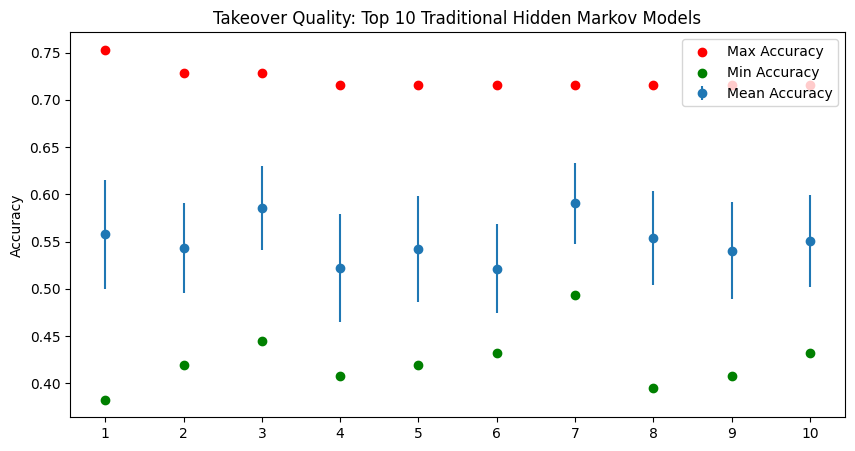 Takeover Quality: Top 10 Traditional Hidden Markov Models
Max Accuracy
Min Accuracy
Mean Accuracy
Accuracy
0.75
0.70
0.65
0.60
0.55
0.50
0.45
0.40
1 2 3 4 5 6 7 8 9 10